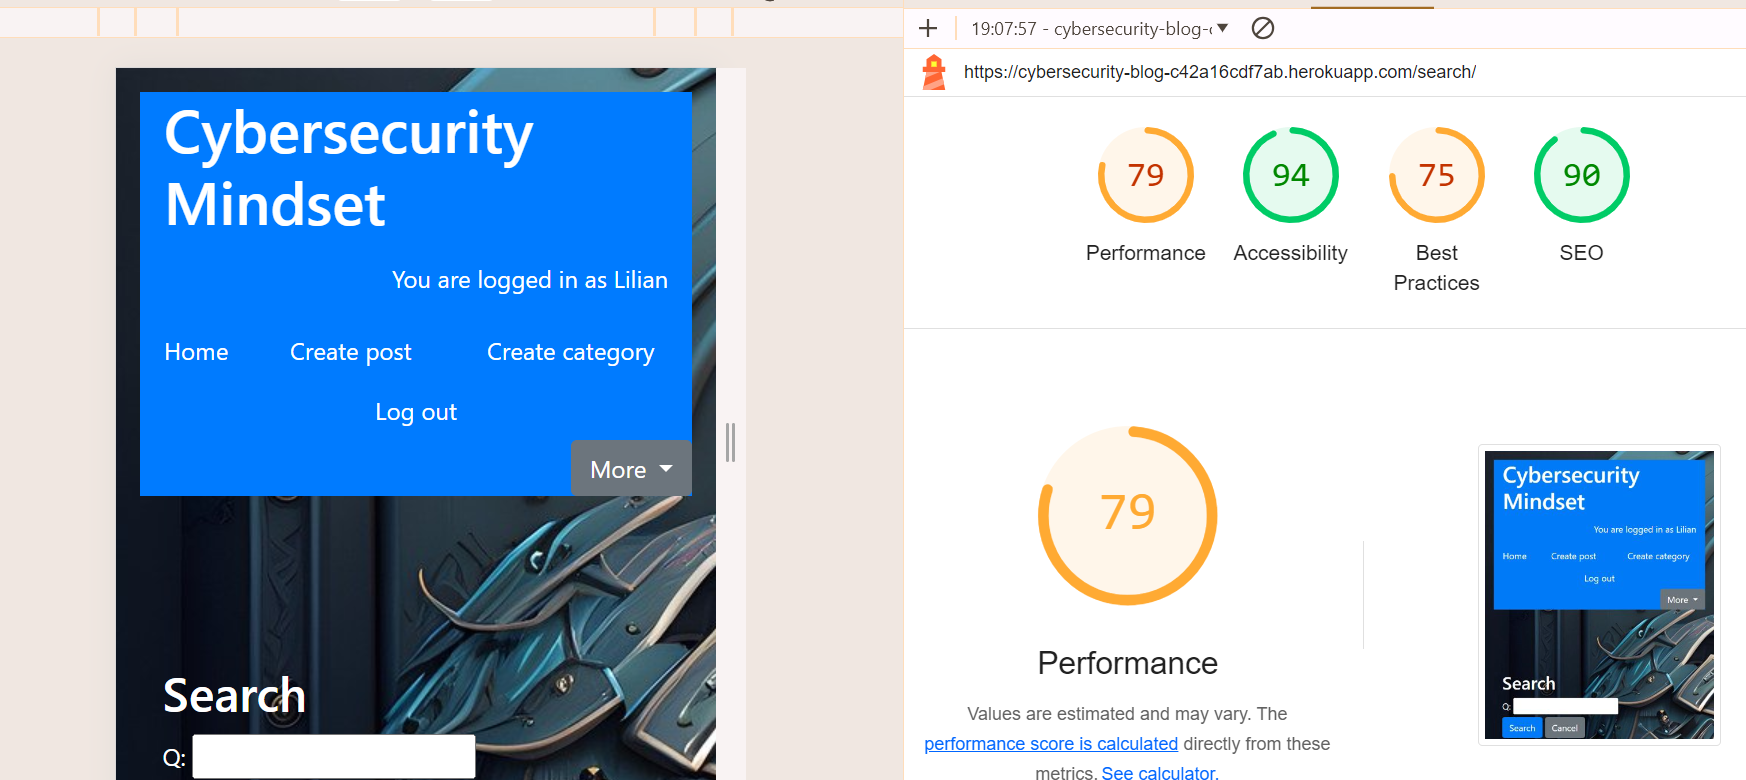 Cybersecurity
Mindset
You are logged in as Lilian
Home Create post Create category
Log out
More
Search
Q:
19:07:57 - cybersecurity-blog-
https://cybersecurity-blog-c42a16cdf7ab.herokuapp.com/search/
79 94 75 90
Performance Accessibility Best Practices SEO
79
Performance
Values are estimated and may vary. The
performance score is calculated directly from these
metrics. See calculator.
Cybersecurity
Mindset
You are logged in as Lilian
Home Create post Create category
Log out
More
Search
Q:
Search Cancel